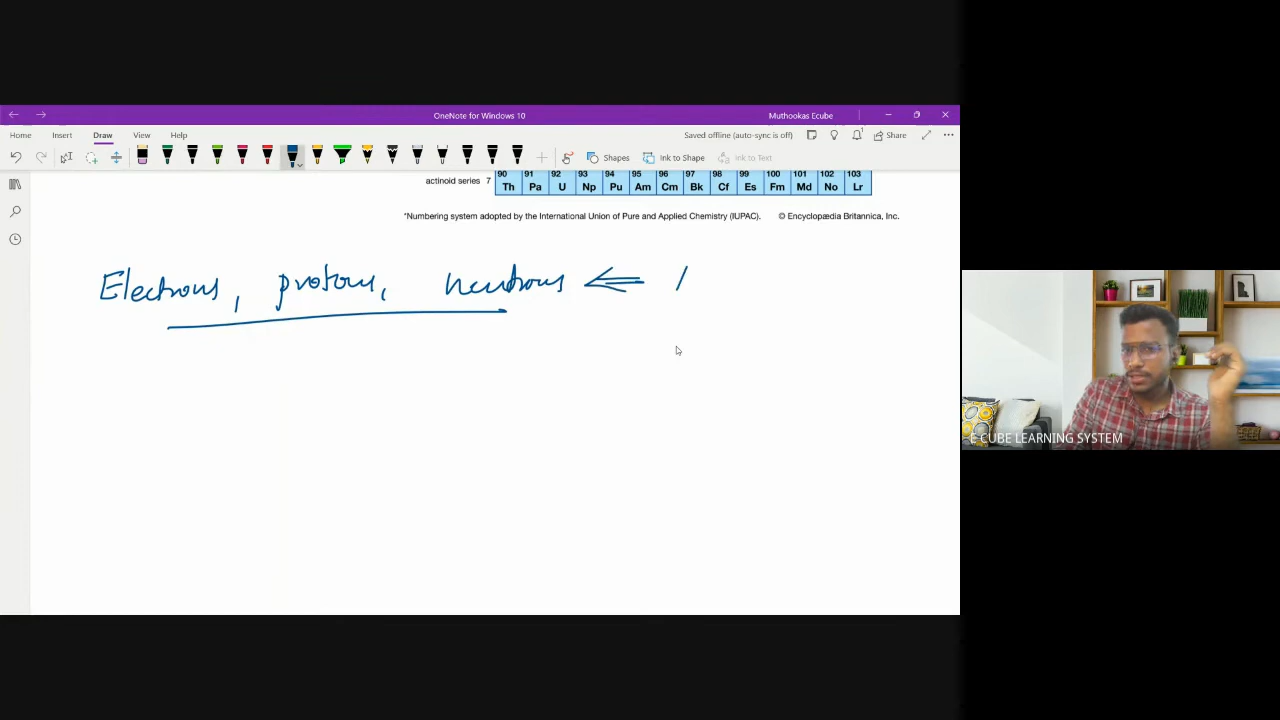 OneNote for Windows 10
Muthookas Ecube
Home Insert Draw View Help
Saved offline (auto-sync is off)
Share
Shapes
Ink to Shape
Ink to Text
actinoid series 7
90 91 92 93 94 95 96 97 98 99 100 101 102 103
Th Pa U Np Pu Am Cm Bk Cf Es Fm Md No Lr
*Numbering system adopted by the International Union of Pure and Applied Chemistry (IUPAC). © Encyclopædia Britannica, Inc.
Electrons, protons, neutrons ⇐ /
E CUBE LEARNING SYSTEM